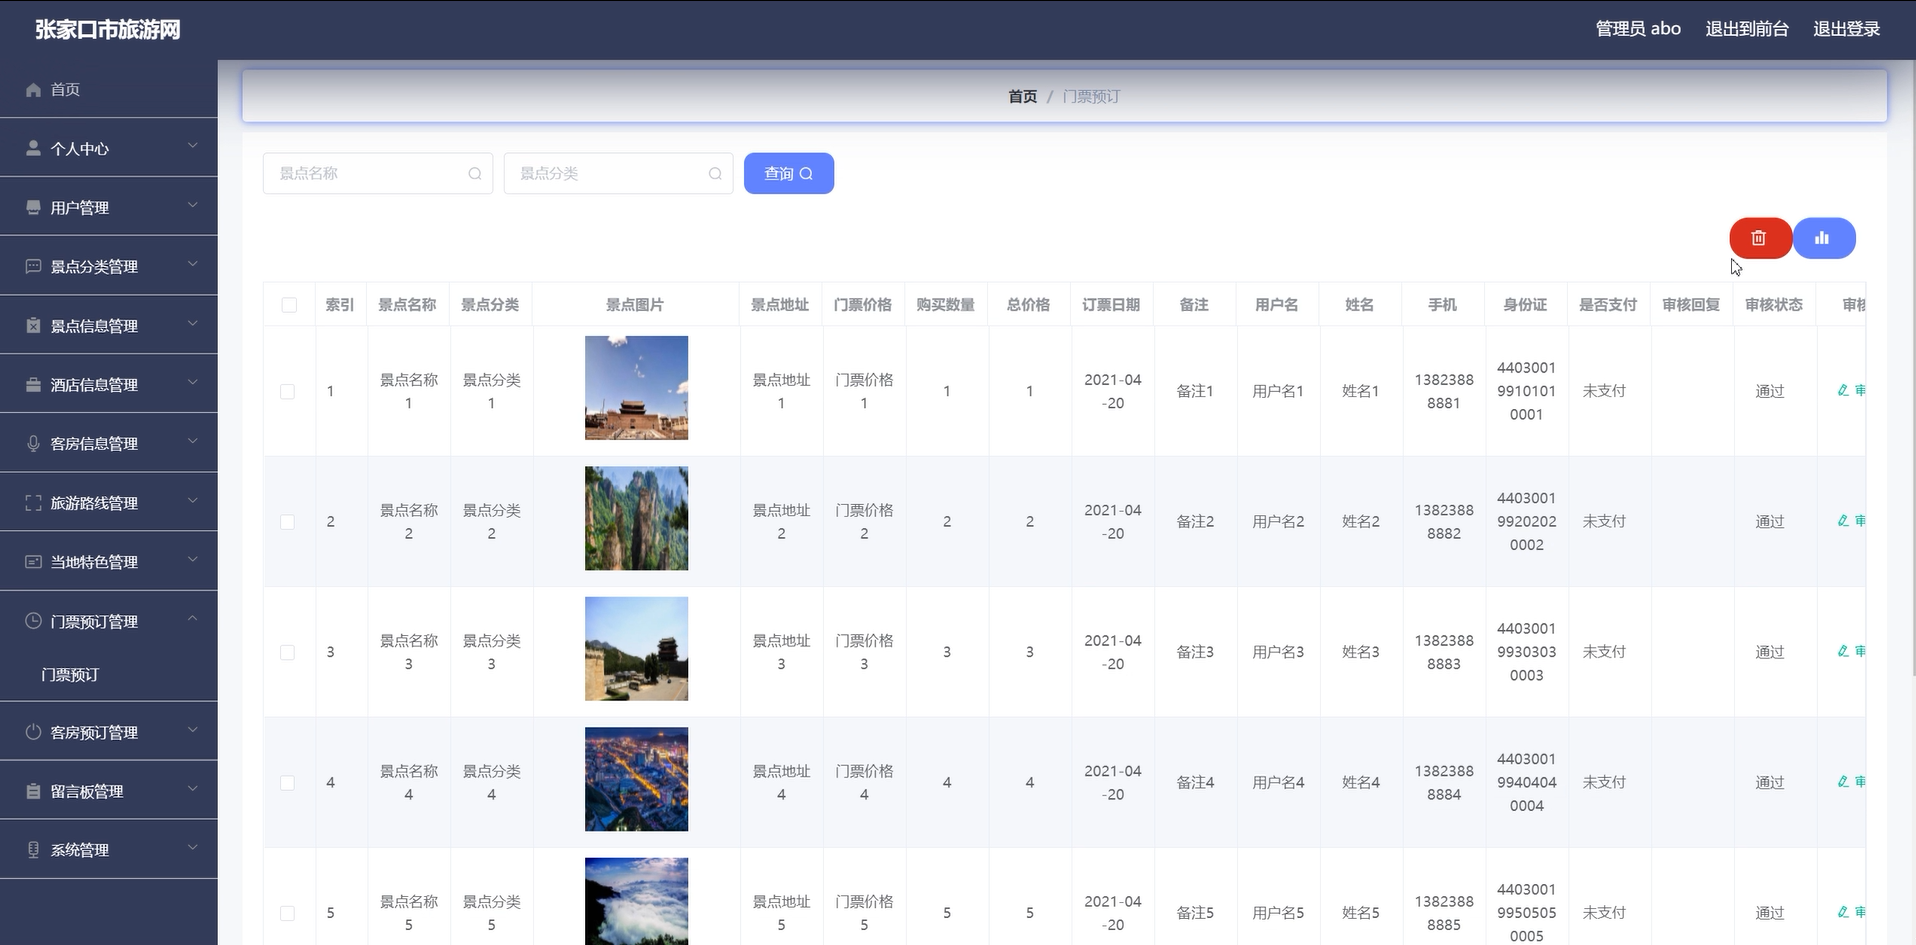 张家口市旅游网
管理员 abo 退出到前台 退出登录
首页
个人中心
用户管理
景点分类管理
景点信息管理
酒店信息管理
客房信息管理
旅游路线管理
当地特色管理
门票预订管理
门票预订
客房预订管理
留言板管理
系统管理
首页 / 门票预订
景点名称 景点分类 查询
索引 景点名称 景点分类 景点图片 景点地址 门票价格 购买数量 总价格 订票日期 备注 用户名 姓名 手机 身份证 是否支付 审核回复 审核状态 审核
1 景点名称1 景点分类1 景点地址1 门票价格1 1 1 2021-04-20 备注1 用户名1 姓名1 13823888881 440300199101010001 未支付 通过 审
2 景点名称2 景点分类2 景点地址2 门票价格2 2 2 2021-04-20 备注2 用户名2 姓名2 13823888882 440300199202020002 未支付 通过 审
3 景点名称3 景点分类3 景点地址3 门票价格3 3 3 2021-04-20 备注3 用户名3 姓名3 13823888883 440300199303030003 未支付 通过 审
4 景点名称4 景点分类4 景点地址4 门票价格4 4 4 2021-04-20 备注4 用户名4 姓名4 13823888884 440300199404040004 未支付 通过 审
5 景点名称5 景点分类5 景点地址5 门票价格5 5 5 2021-04-20 备注5 用户名5 姓名5 13823888885 440300199505050005 未支付 通过 审